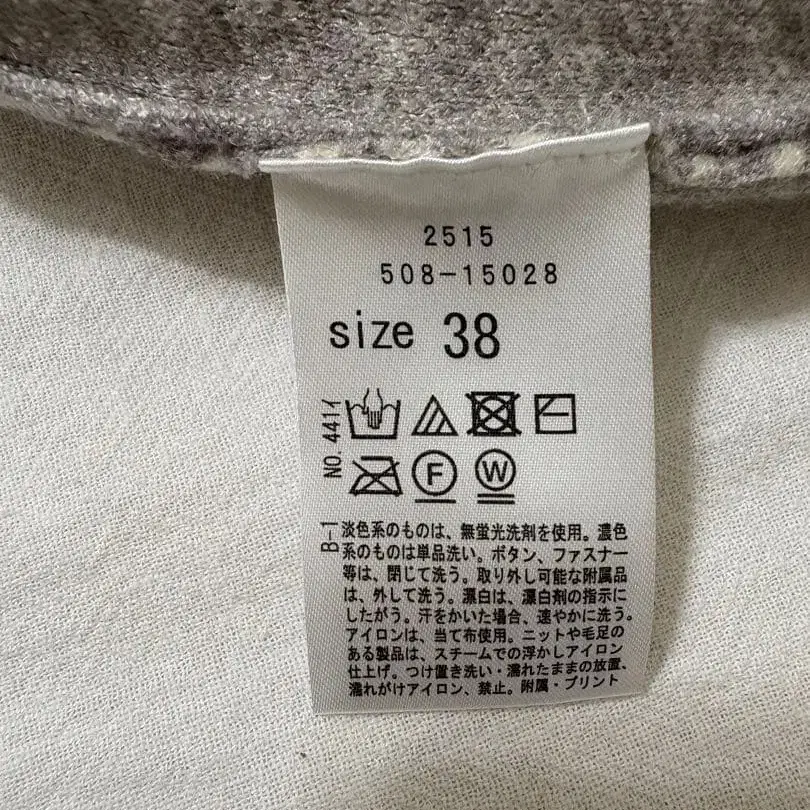 2515
508-15028
size 38
NO. 441イ
F W
B-1
淡色系のものは、無蛍光洗剤を使用。濃色
系のものは単品洗い。ボタン、ファスナー
等は、閉じて洗う。取り外し可能な附属品
は、外して洗う。漂白は、漂白剤の指示に
したがう。汗をかいた場合、速やかに洗う。
アイロンは、当て布使用。ニットや毛足の
ある製品は、スチームでの浮かしアイロン
仕上げ。つけ置き洗い・濡れたままの放置、
濡れがけアイロン、禁止。附属・プリント